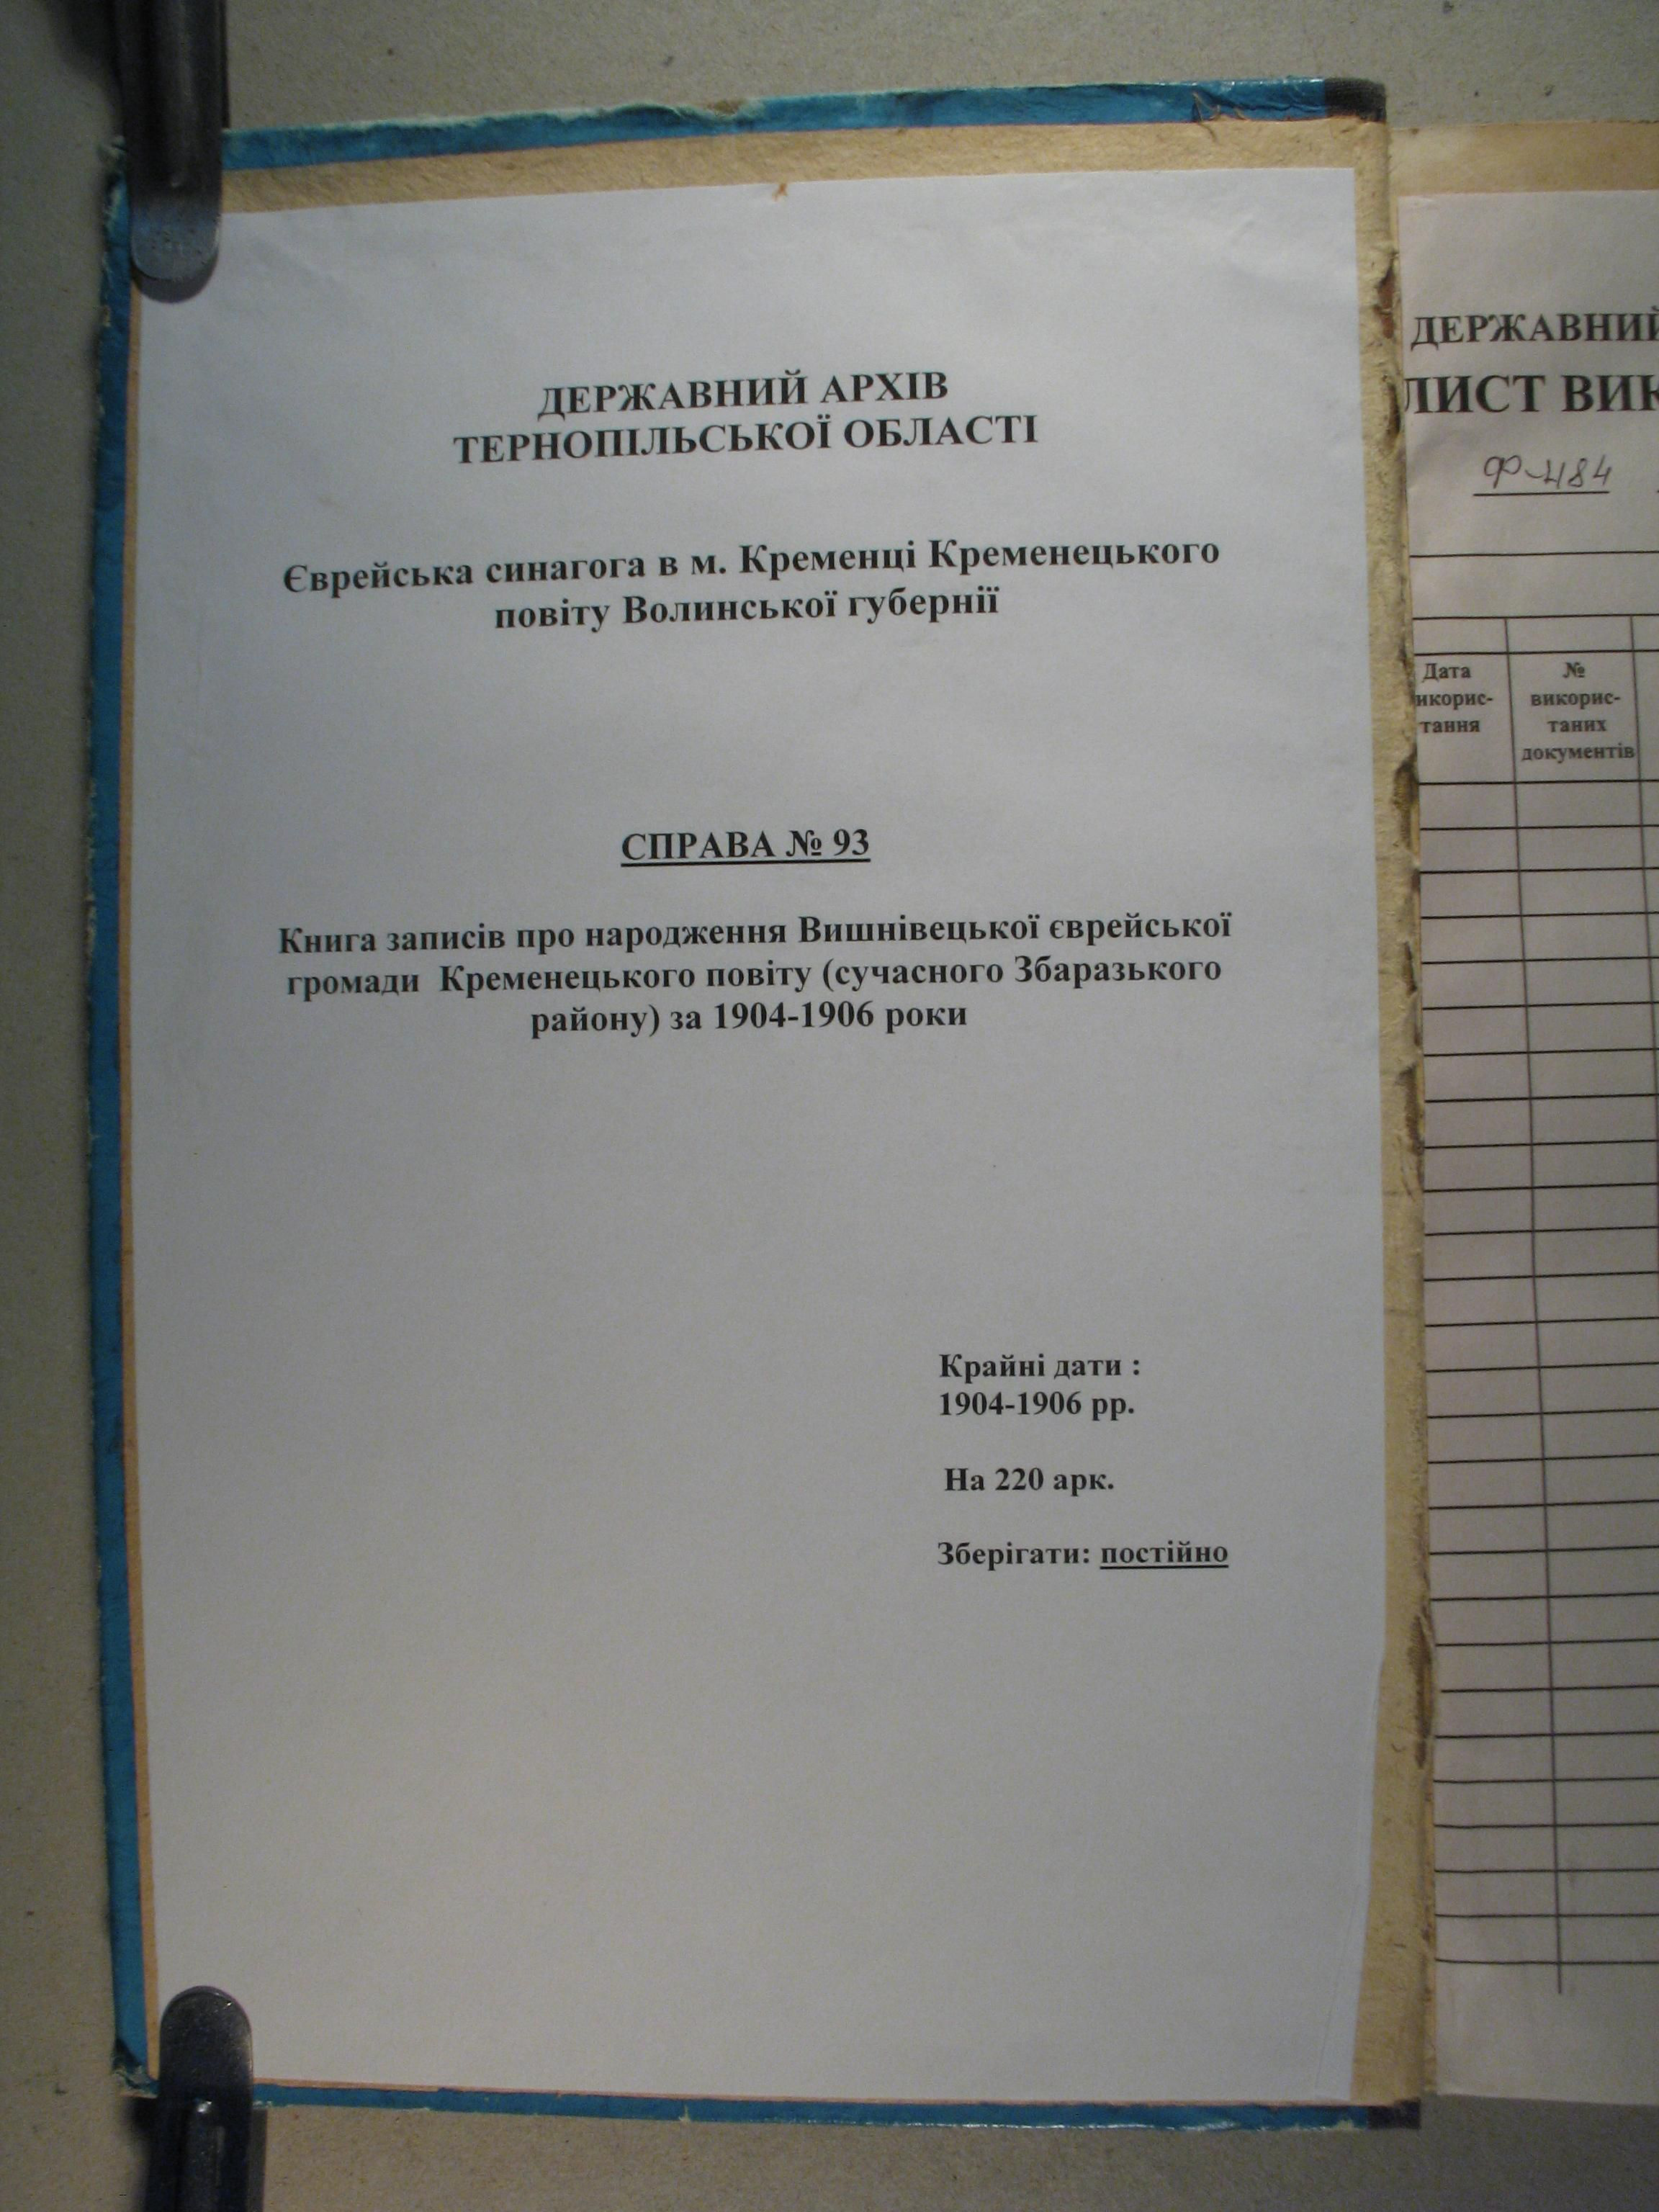 ДЕРЖАВНИЙ АРХІВ
ТЕРНОПІЛЬСЬКОЇ ОБЛАСТІ
Єврейська синагога в м. Кременці Кременецького
повіту Волинської губернії
СПРАВА № 93
Книга записів про народження Вишнівецької єврейської
громади Кременецького повіту (сучасного Збаразького
району) за 1904-1906 роки
Крайні дати :
1904-1906 рр.
На 220 арк.
Зберігати: постійно
ДЕРЖАВНИЙ
ЛИСТ ВИК
Ф-484
Дата
икорис-
тання
№
викорис-
таних
документів